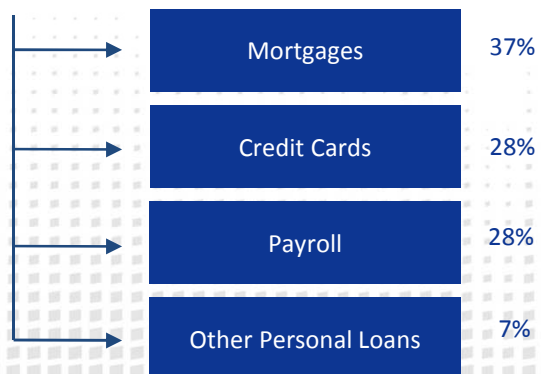 Mortgages 37%
Credit Cards 28%
Payroll 28%
Other Personal Loans 7%